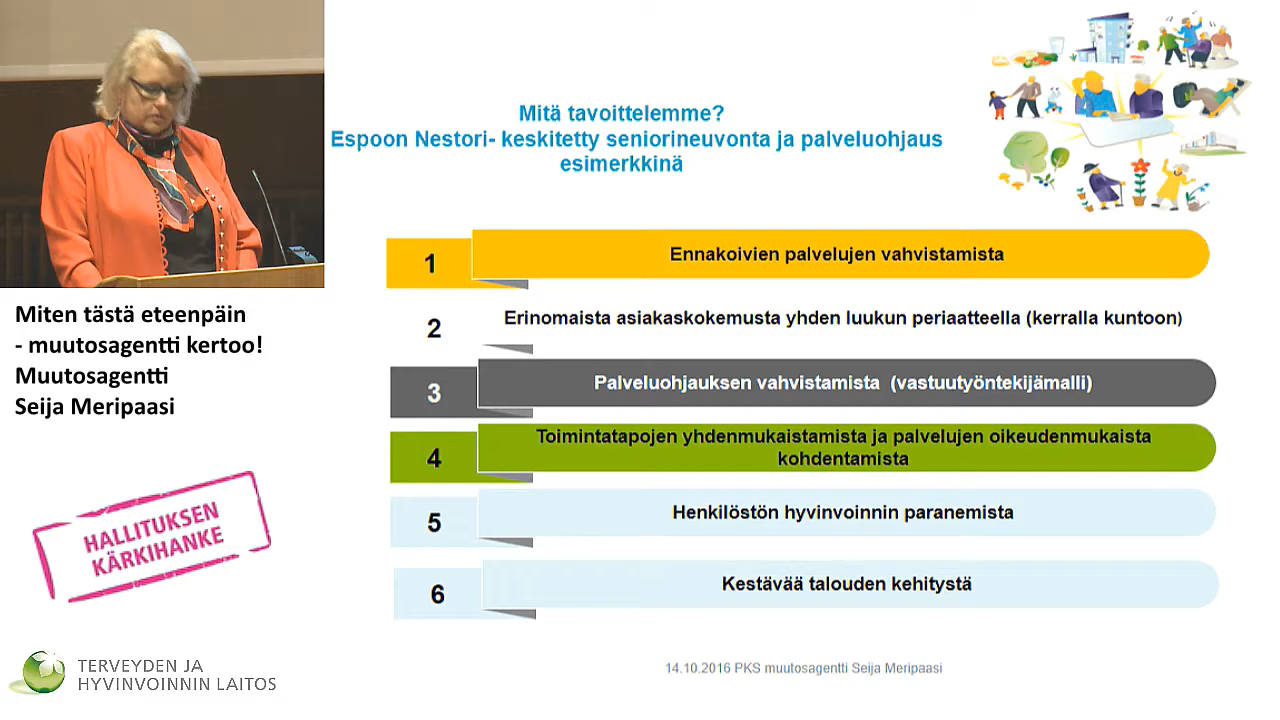 Mitä tavoittelemme?
Espoon Nestori- keskitetty seniorineuvonta ja palveluohjaus
esimerkkinä
1
Ennakoivien palvelujen vahvistamista
2
Erinomaista asiakaskokemusta yhden luukun periaatteella (kerralla kuntoon)
3
Palveluohjauksen vahvistamista (vastuutyöntekijämalli)
4
Toimintatapojen yhdenmukaistamista ja palvelujen oikeudenmukaista
kohdentamista
5
Henkilöstön hyvinvoinnin paranemista
6
Kestävää talouden kehitystä
14.10.2016 PKS muutosagentti Seija Meripaasi
Miten tästä eteenpäin
- muutosagentti kertoo!
Muutosagentti
Seija Meripaasi
HALLITUKSEN
KÄRKIHANKE
TERVEYDEN JA
HYVINVOINNIN LAITOS